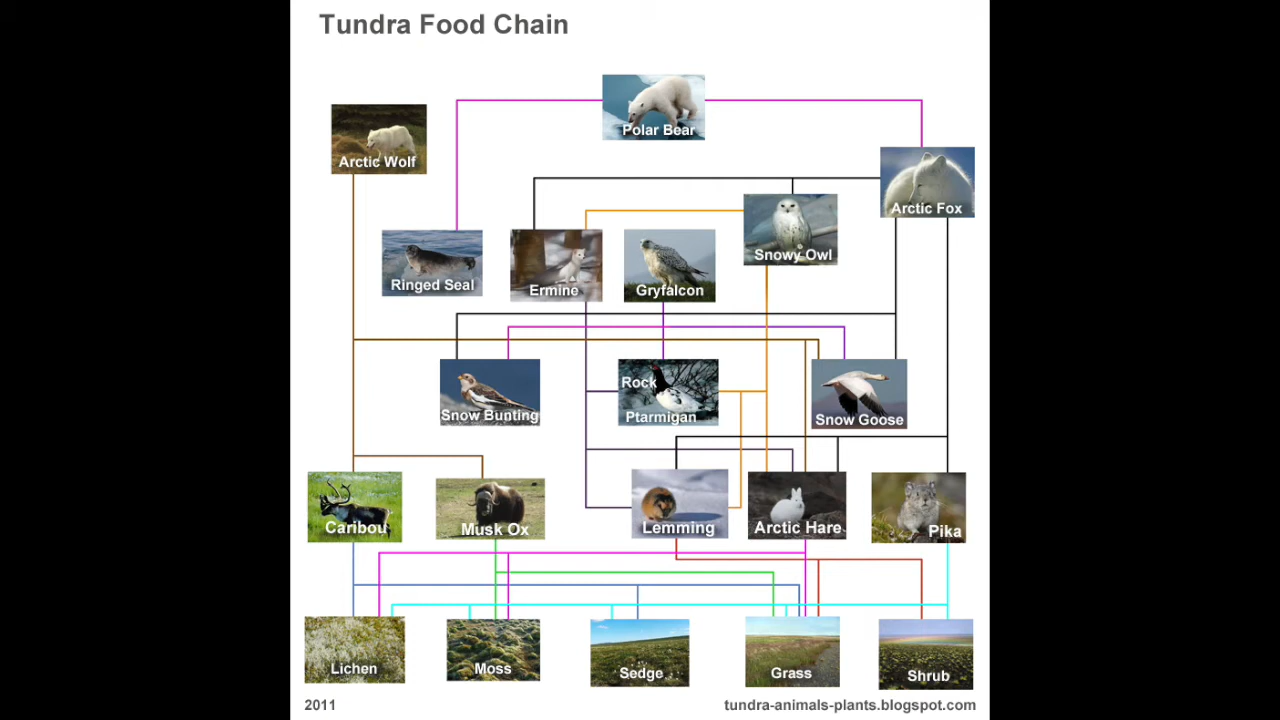 Tundra Food Chain
Polar Bear
Arctic Wolf
Arctic Fox
Snowy Owl
Ringed Seal
Ermine
Gryfalcon
Rock
Ptarmigan
Snow Bunting
Snow Goose
Caribou
Musk Ox
Lemming
Arctic Hare
Pika
Lichen
Moss
Sedge
Grass
Shrub
2011
tundra-animals-plants.blogspot.com